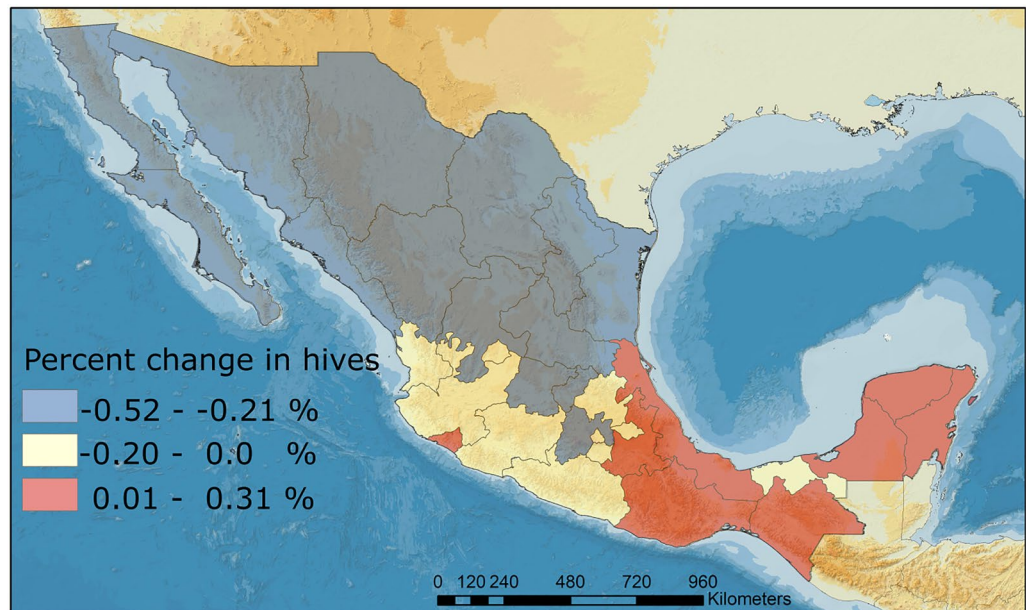 Percent change in hives
-0.52 - -0.21 %
-0.20 - 0.0 %
0.01 - 0.31 %
0 120 240 480 720 960
Kilometers